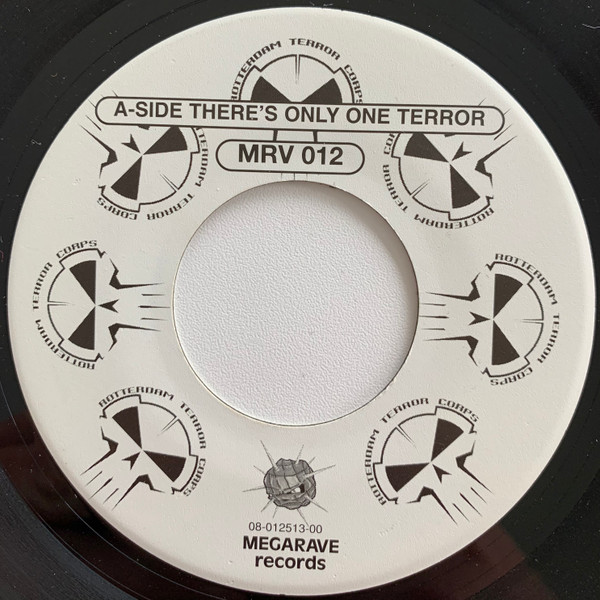 ROTTERDAM TERROR CORPS
A-SIDE THERE'S ONLY ONE TERROR
MRV 012
ROTTERDAM TERROR CORPS
ROTTERDAM TERROR CORPS
ROTTERDAM TERROR CORPS
ROTTERDAM TERROR CORPS
ROTTERDAM TERROR CORPS
ROTTERDAM TERROR CORPS
08-012513-00
MEGARAVE
records